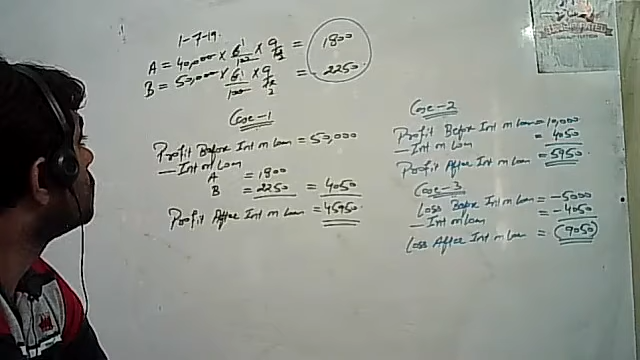 1-7-19.
A = 40,000 × 6/100 × 9/12 = 1800
B = 50,000 × 6/100 × 9/12 = 2250
Case-1
Profit Before Int on Loan = 50,000
- Int on Loan
A = 1800
B = 2250 = 4050
Profit After Int on Loan = 45950
Case-2
Profit Before Int on Loan = 10,000
- Int on Loan = 4050
Profit After Int on Loan = 5950
Case-3
Loss Before Int on Loan = -5000
- Int on Loan = -4050
Loss After Int on Loan = (9050)